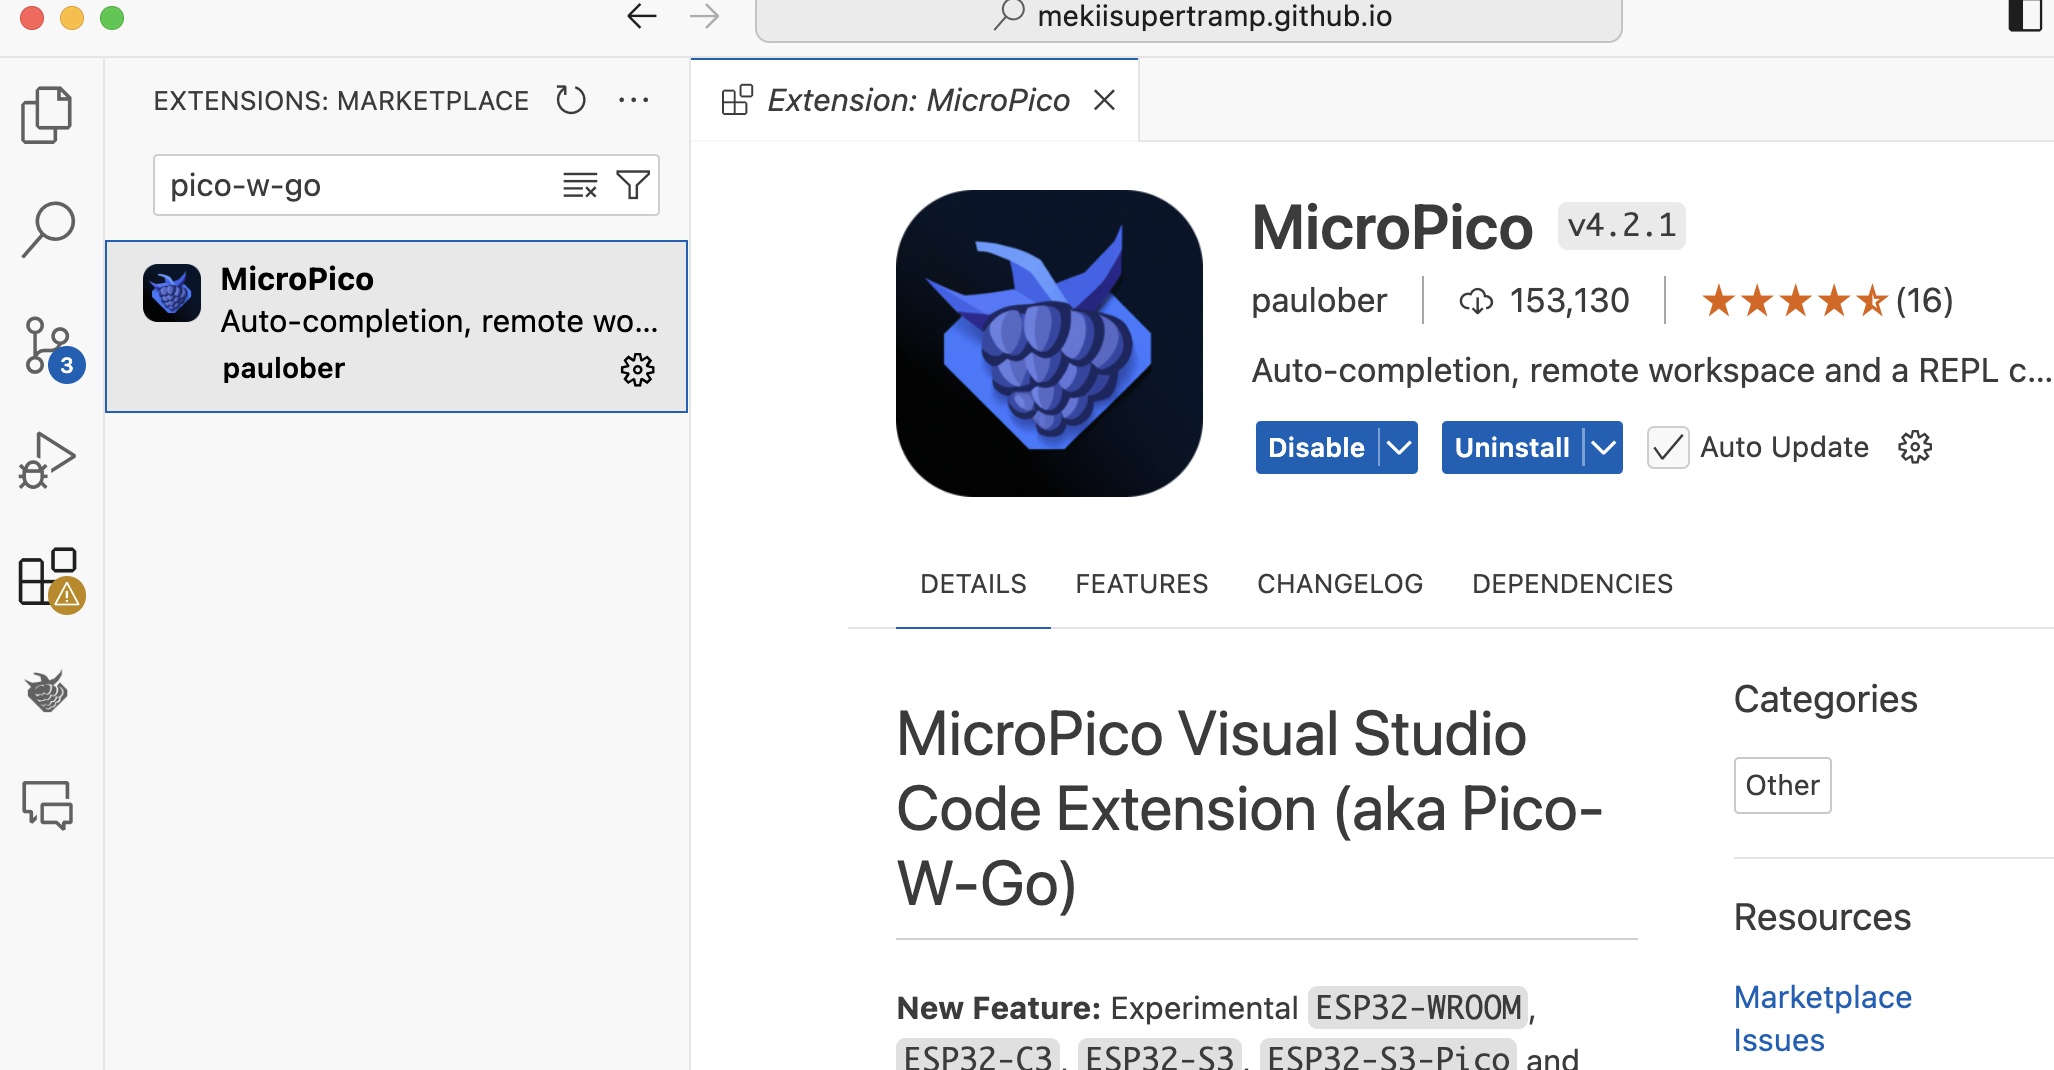 mekiisupertramp.github.io
EXTENSIONS: MARKETPLACE
pico-w-go
MicroPico
Auto-completion, remote wo...
paulober
3
Extension: MicroPico
MicroPico v4.2.1
paulober 153,130 (16)
Auto-completion, remote workspace and a REPL c...
Disable Uninstall Auto Update
DETAILS FEATURES CHANGELOG DEPENDENCIES
MicroPico Visual Studio
Code Extension (aka Pico-
W-Go)
New Feature: Experimental ESP32-WROOM,
ESP32-C3, ESP32-S3, ESP32-S3-Pico and
Categories
Other
Resources
Marketplace
Issues